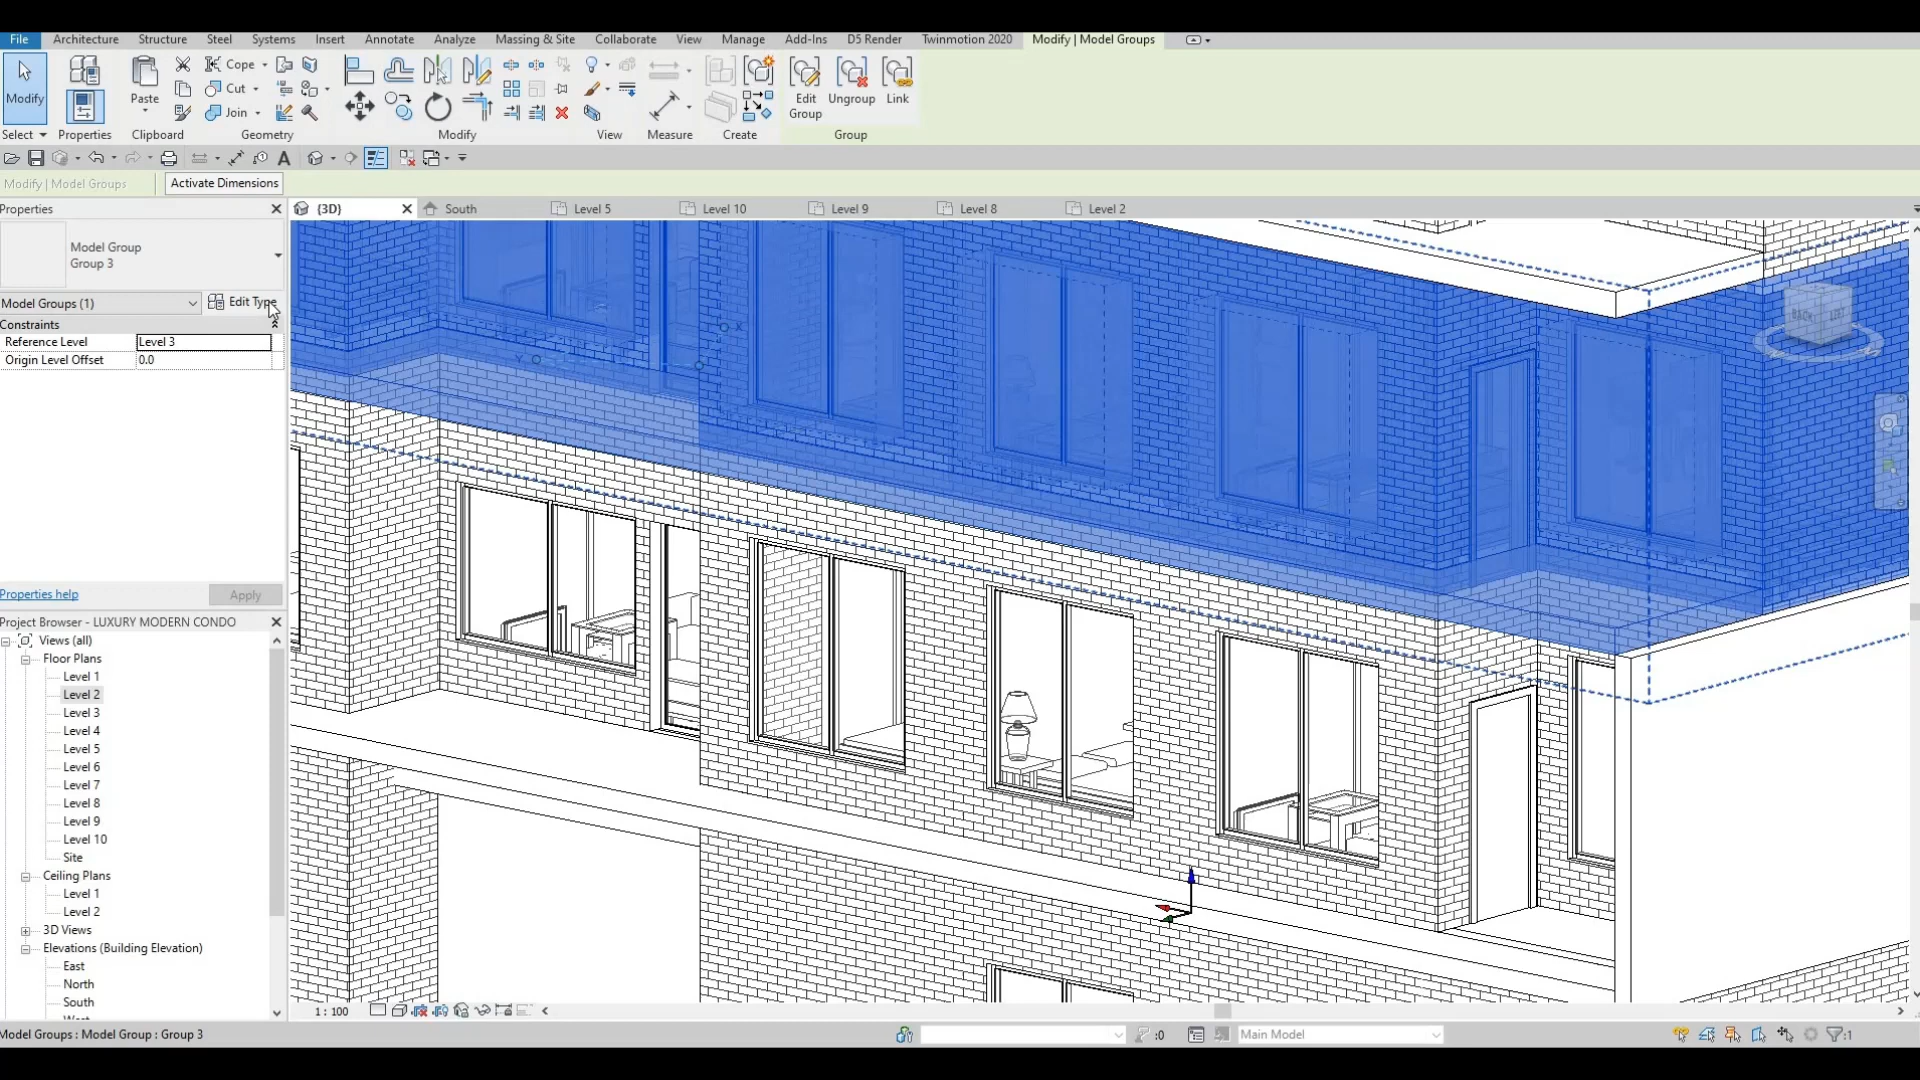 File Architecture Structure Steel Systems Insert Annotate Analyze Massing & Site Collaborate View Manage Add-Ins D5 Render Twinmotion 2020 Modify | Model Groups
Modify
Paste
Cope
Cut
Join
Edit Group
Ungroup
Link
Select Properties Clipboard Geometry Modify View Measure Create Group
Modify | Model Groups Activate Dimensions
Properties
{3D} South Level 5 Level 10 Level 9 Level 8 Level 2
Model Group
Group 3
Model Groups (1) Edit Type
Constraints
Reference Level Level 3
Origin Level Offset 0.0
Properties help Apply
Project Browser - LUXURY MODERN CONDO
Views (all)
Floor Plans
Level 1
Level 2
Level 3
Level 4
Level 5
Level 6
Level 7
Level 8
Level 9
Level 10
Site
Ceiling Plans
Level 1
Level 2
3D Views
Elevations (Building Elevation)
East
North
South
BACK LEFT
X
Y
1 : 100
Model Groups : Model Group : Group 3
:0
Main Model
:1